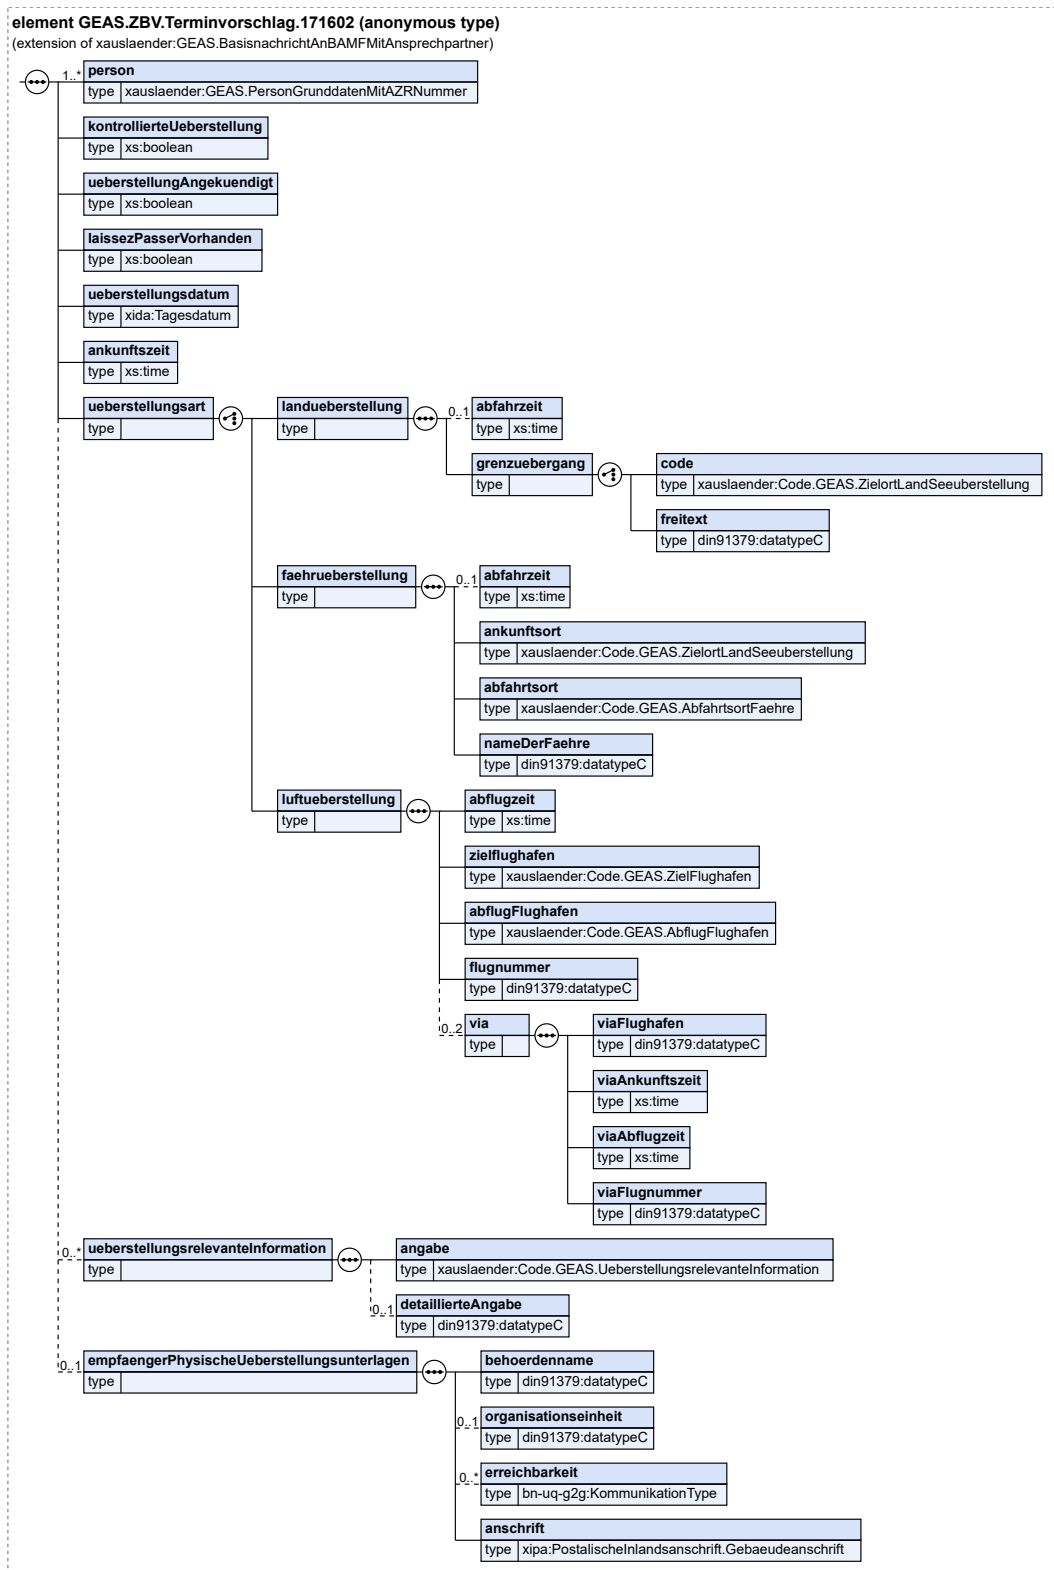 element GEAS.ZBV.Terminvorschlag.171602 (anonymous type)
(extension of xauslaender:GEAS.BasisnachrichtAnBAMFMitAnsprechpartner)
1..* person
type xauslaender:GEAS.PersonGrunddatenMitAZRNummer
kontrollierteUeberstellung
type xs:boolean
ueberstellungAngekuendigt
type xs:boolean
laissezPasserVorhanden
type xs:boolean
ueberstellungsdatum
type xida:Tagesdatum
ankunftszeit
type xs:time
ueberstellungsart
type
landueberstellung
type
0..1 abfahrzeit
type xs:time
grenzuebergang
type
code
type xauslaender:Code.GEAS.ZielortLandSeeuberstellung
freitext
type din91379:datatypeC
faehrueberstellung
type
0..1 abfahrzeit
type xs:time
ankunftsort
type xauslaender:Code.GEAS.ZielortLandSeeuberstellung
abfahrtsort
type xauslaender:Code.GEAS.AbfahrtsortFaehre
nameDerFaehre
type din91379:datatypeC
luftueberstellung
type
abflugzeit
type xs:time
zielflughafen
type xauslaender:Code.GEAS.ZielFlughafen
abflugFlughafen
type xauslaender:Code.GEAS.AbflugFlughafen
flugnummer
type din91379:datatypeC
0..2 via
type
viaFlughafen
type din91379:datatypeC
viaAnkunftszeit
type xs:time
viaAbflugzeit
type xs:time
viaFlugnummer
type din91379:datatypeC
0..* ueberstellungsrelevanteInformation
type
angabe
type xauslaender:Code.GEAS.UeberstellungsrelevanteInformation
0..1 detaillierteAngabe
type din91379:datatypeC
0..1 empfaengerPhysischeUeberstellungsunterlagen
type
behoerdenname
type din91379:datatypeC
0..1 organisationseinheit
type din91379:datatypeC
0..* erreichbarkeit
type bn-uq-g2g:KommunikationType
anschrift
type xipa:PostalischeInlandsanschrift.Gebaeudeanschrift